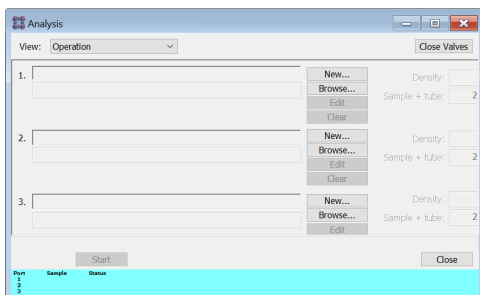 Analysis
View: Operation Close Valves
1. New... Density:
Browse... Sample + tube: 2
Edit
Clear
2. New... Density:
Browse... Sample + tube: 2
Edit
Clear
3. New... Density:
Browse... Sample + tube: 2
Edit
Start Close
Port Sample Status
1
2
3